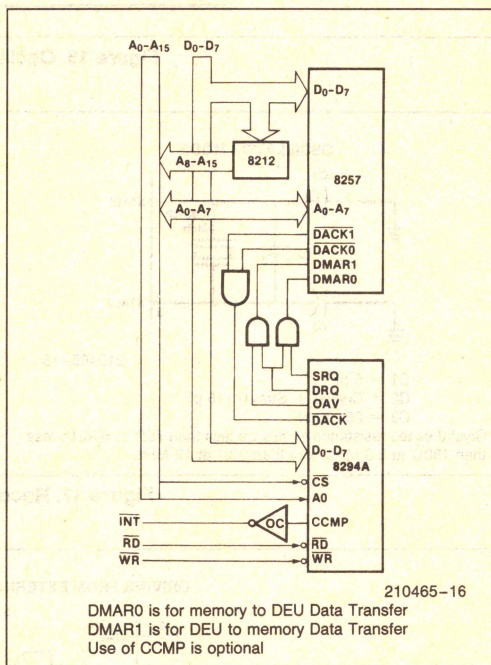 A0–A15 D0–D7
D0–D7
8212
A8–A15
8257
A0–A7
A0–A7
DACK1
DACK0
DMAR1
DMAR0
SRQ
DRQ
OAV
DACK
D0–D7
8294A
CS
A0
INT
OC
CCMP
RD
RD
WR
WR
210465–16
DMAR0 is for memory to DEU Data Transfer
DMAR1 is for DEU to memory Data Transfer
Use of CCMP is optional